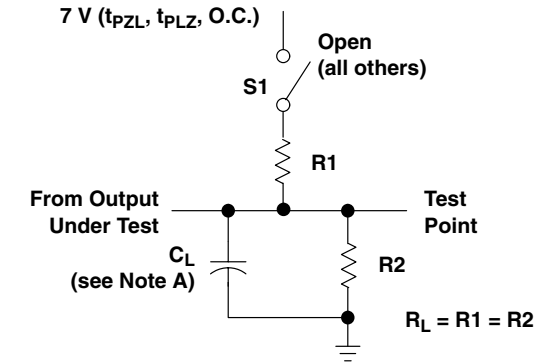 7 V (tPZL, tPLZ, O.C.)
Open
(all others)
S1
R1
From Output
Under Test
Test
Point
CL
(see Note A)
R2
RL = R1 = R2